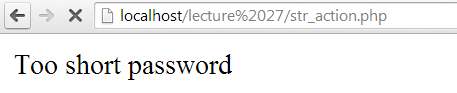 localhost/lecture%2027/str_action.php
Too short password